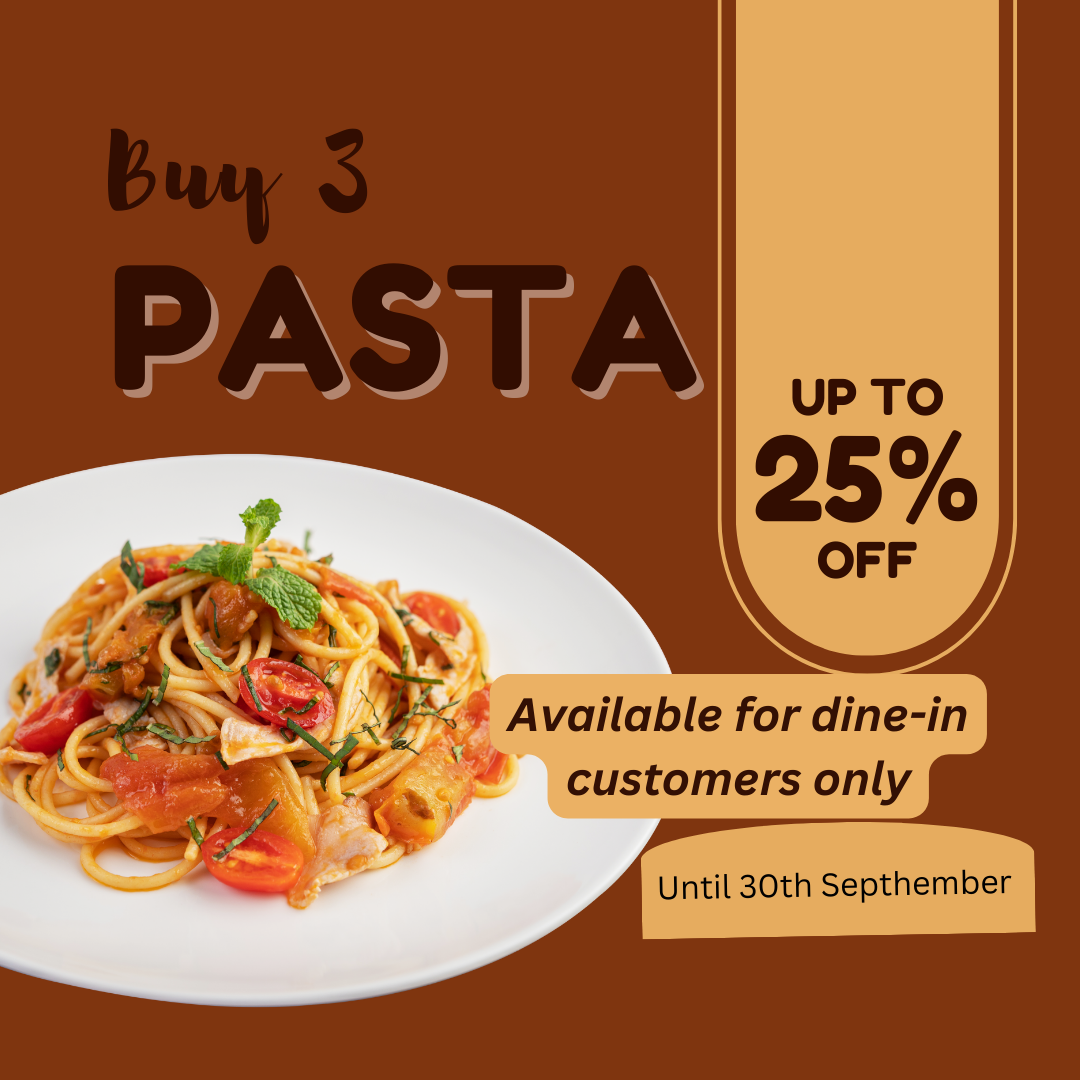 Buy 3
PASTA
UP TO
25%
OFF
Available for dine-in
customers only
Until 30th Septhember